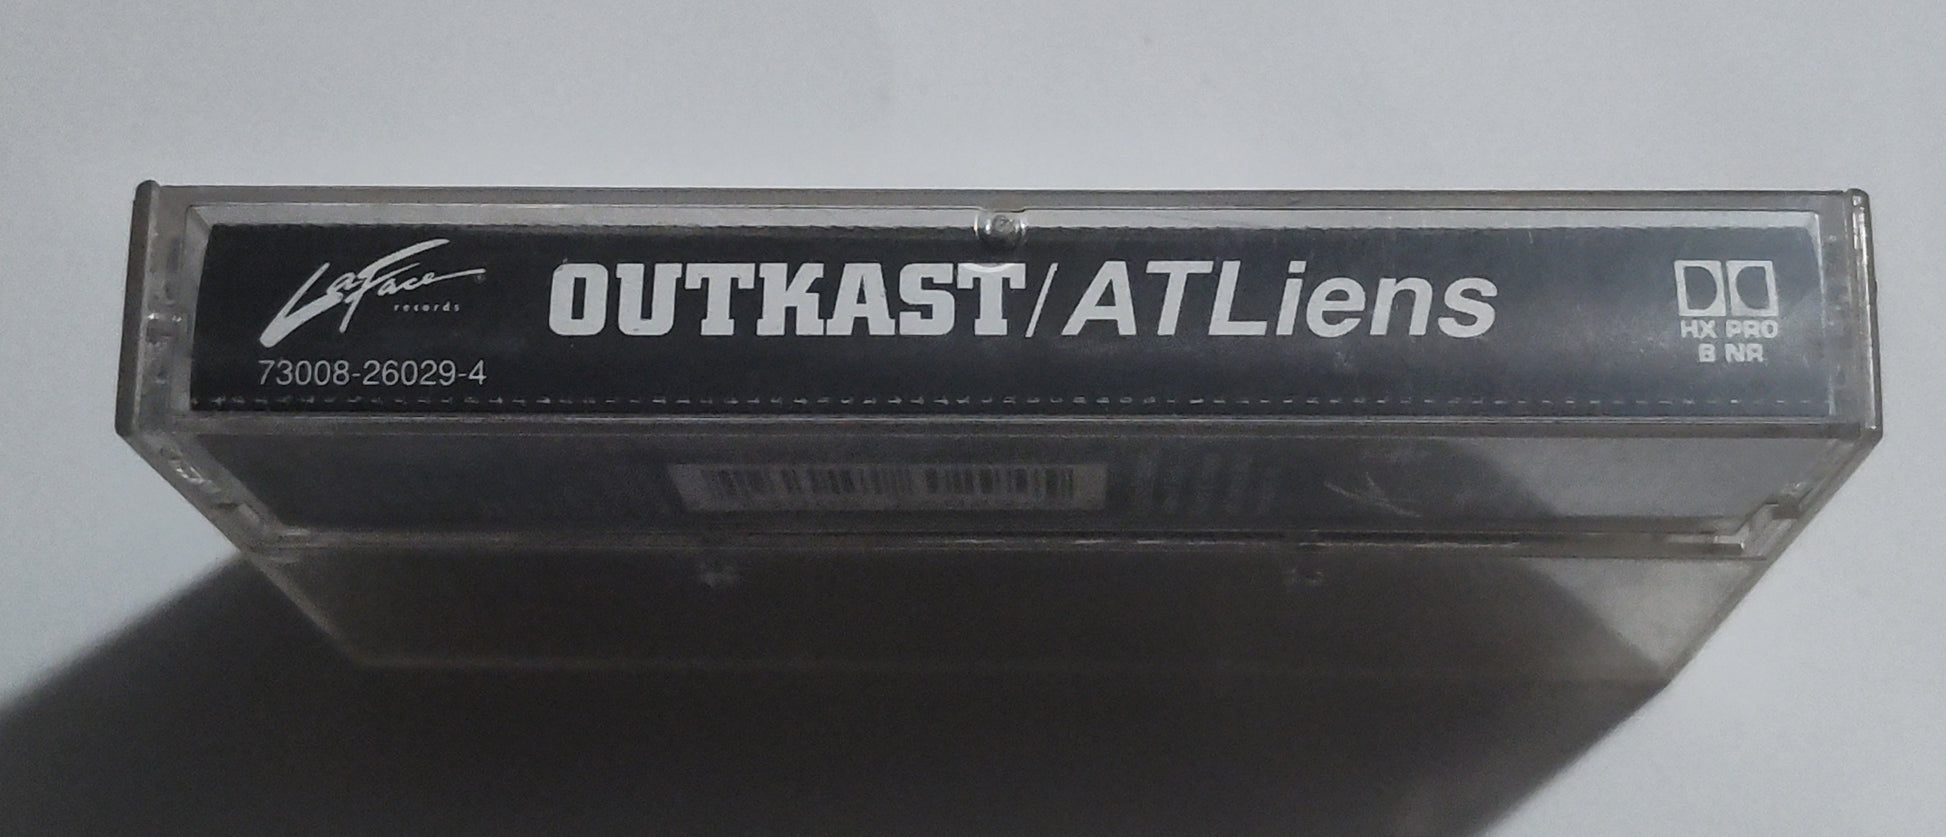 LaFace
records
73008-26029-4
OUTKAST/ATLiens
HX PRO
B NR